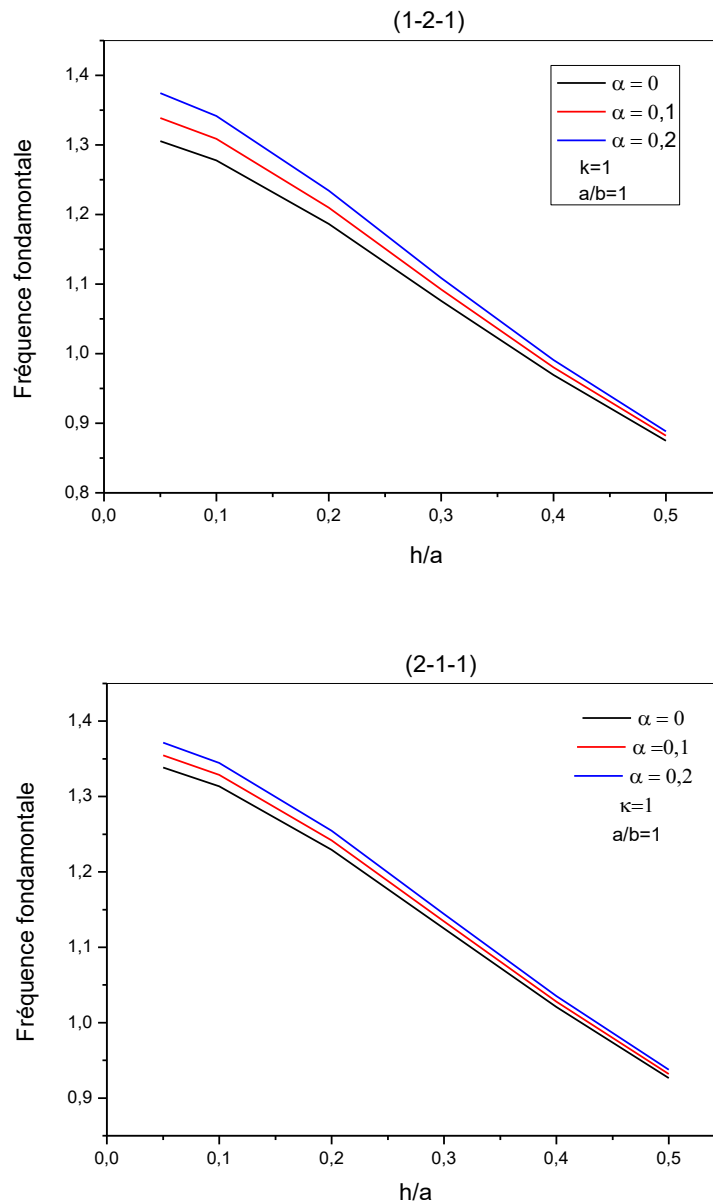 (1-2-1)
1,4
1,3
1,2
1,1
1,0
0,9
0,8
Fréquence fondamontale
α = 0
α = 0,1
α = 0,2
k=1
a/b=1
0,0 0,1 0,2 0,3 0,4 0,5
h/a
(2-1-1)
1,4
1,3
1,2
1,1
1,0
0,9
Fréquence fondamontale
α = 0
α =0,1
α = 0,2
κ=1
a/b=1
0,0 0,1 0,2 0,3 0,4 0,5
h/a